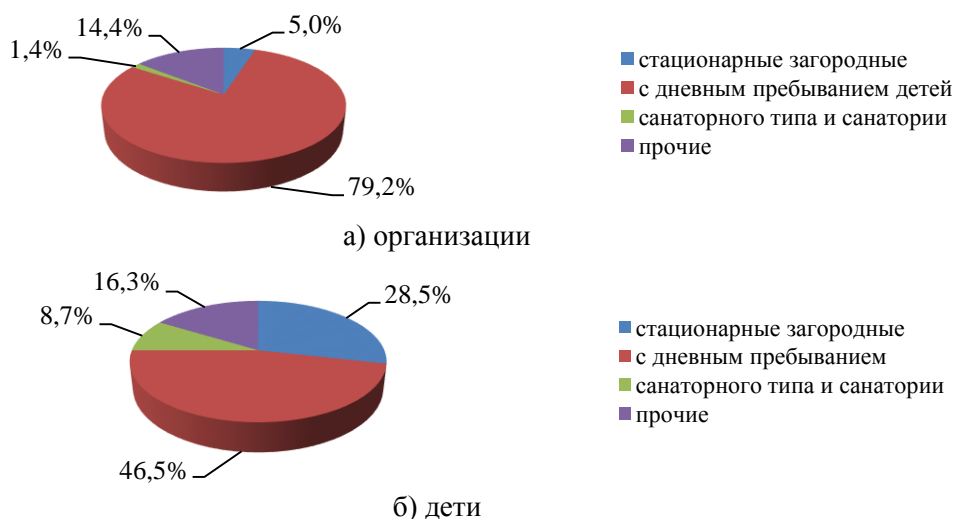 14,4%
5,0%
1,4%
79,2%
стационарные загородные
с дневным пребыванием детей
санаторного типа и санатории
прочие
а) организации
16,3%
28,5%
8,7%
46,5%
стационарные загородные
с дневным пребыванием
санаторного типа и санатории
прочие
б) дети